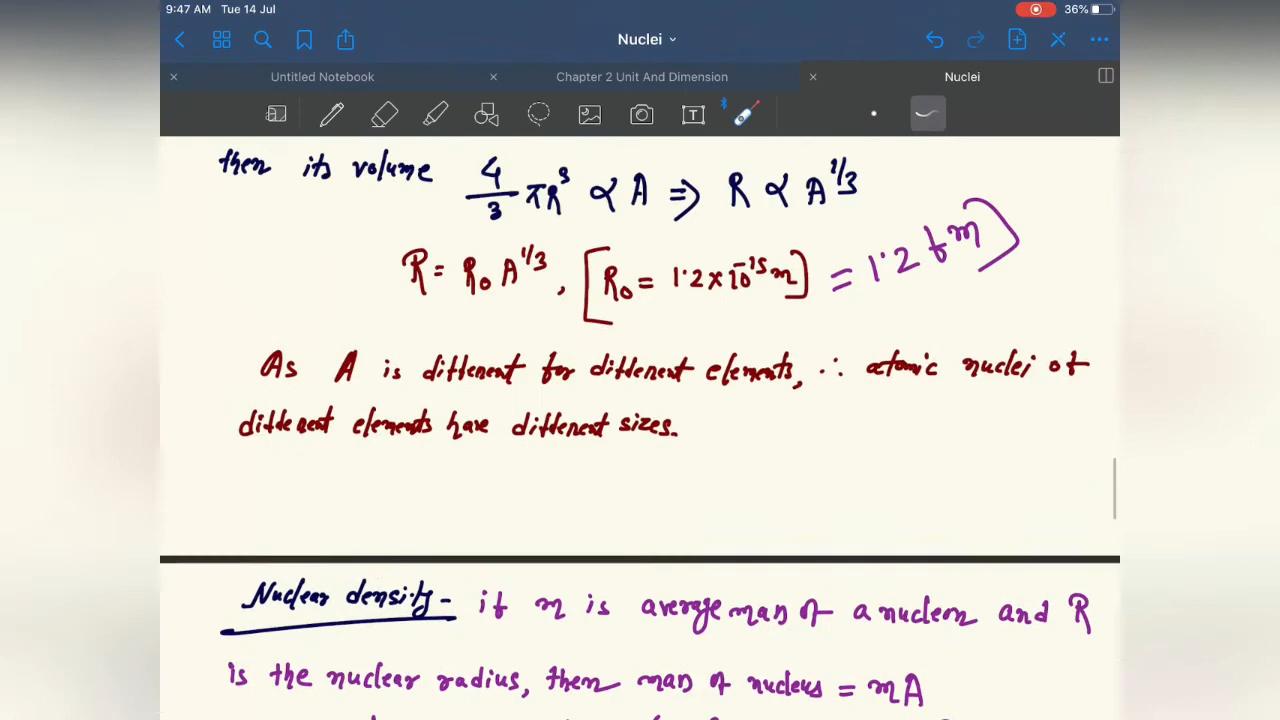 9:47 AM Tue 14 Jul 36%
Nuclei
Untitled Notebook Chapter 2 Unit And Dimension Nuclei
then its volume 4/3 πR³ ∝ A ⇒ R ∝ A^1/3
R = R₀ A^1/3, [R₀ = 1.2 × 10⁻¹⁵ m] = 1.2 fm)
As A is different for different elements, ∴ atomic nuclei of
different elements have different sizes.
Nuclear density - if m is average mass of a nucleon and R
is the nuclear radius, then mass of nucleus = mA